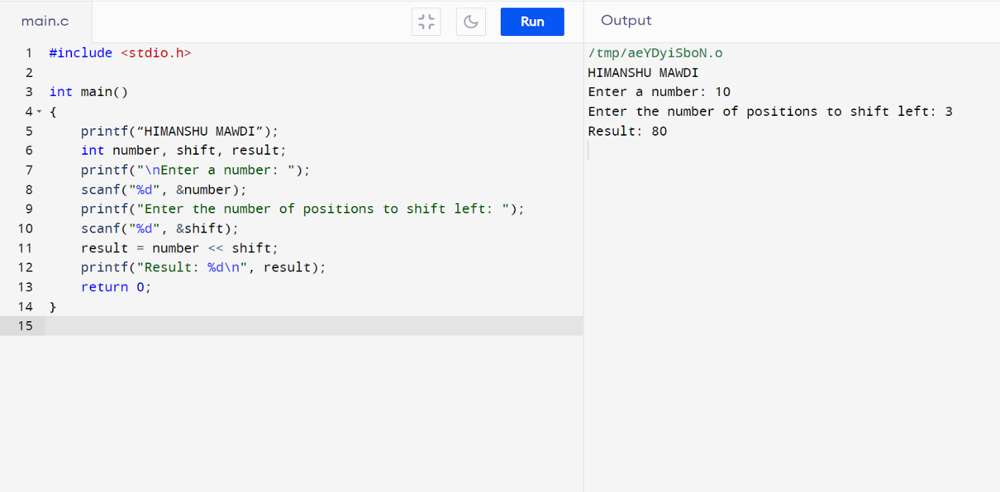 main.c
Run
Output
1 #include <stdio.h>
2
3 int main()
4 {
5 printf(“HIMANSHU MAWDI”);
6 int number, shift, result;
7 printf("\nEnter a number: ");
8 scanf("%d", &number);
9 printf("Enter the number of positions to shift left: ");
10 scanf("%d", &shift);
11 result = number << shift;
12 printf("Result: %d\n", result);
13 return 0;
14 }
15
/tmp/aeYDyiSboN.o
HIMANSHU MAWDI
Enter a number: 10
Enter the number of positions to shift left: 3
Result: 80